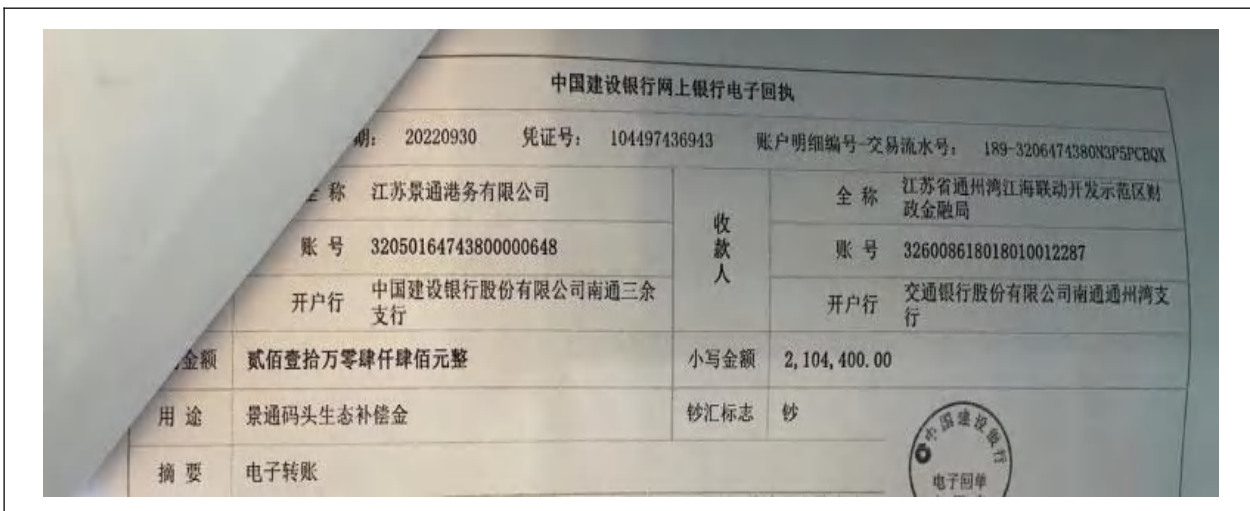 中国建设银行网上银行电子回执
期： 20220930 凭证号： 104497436943 账户明细编号-交易流水号： 189-3206474380N3P5PCBQX
全 称 江苏景通港务有限公司 收款人 全 称 江苏省通州湾江海联动开发示范区财
政金融局
账 号 32050164743800000648 账 号 326008618018010012287
开户行 中国建设银行股份有限公司南通三余
支行 开户行 交通银行股份有限公司南通通州湾支
行
金额 贰佰壹拾万零肆仟肆佰元整 小写金额 2,104,400.00
用 途 景通码头生态补偿金 钞汇标志 钞
摘 要 电子转账
中国建设银行
电子回单